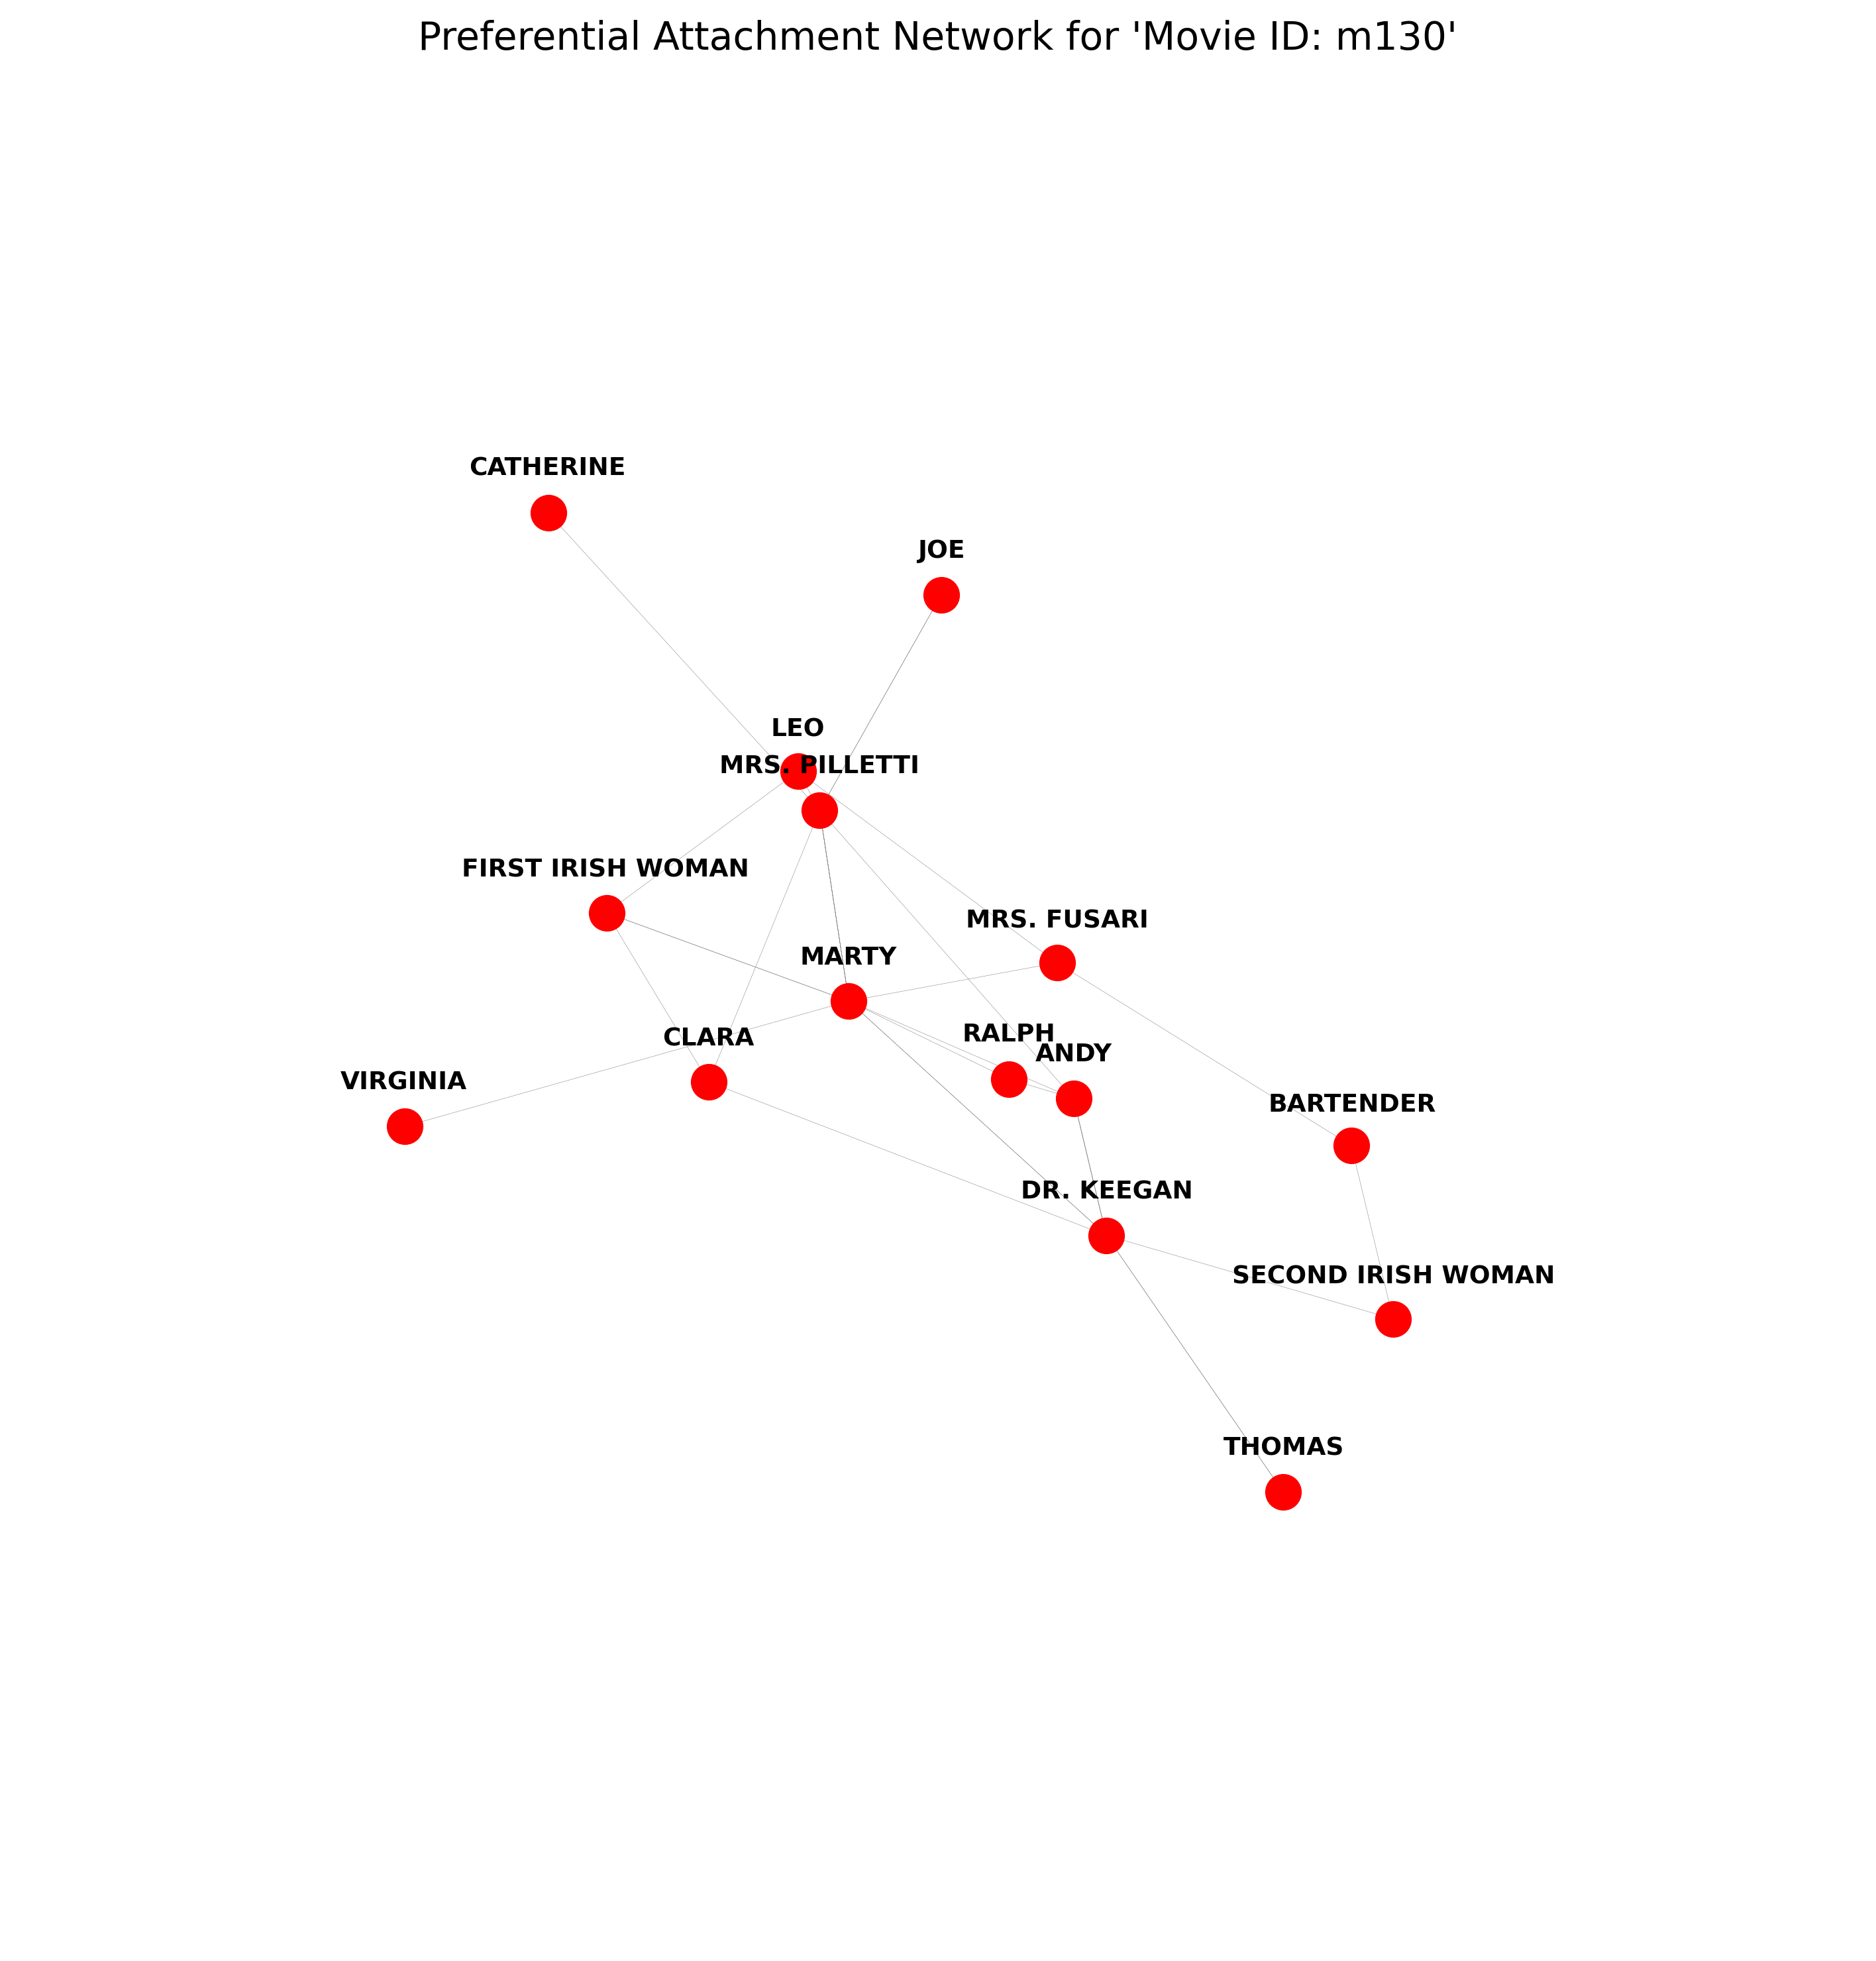 Preferential Attachment Network for 'Movie ID: m130'
CATHERINE
JOE
LEO
MRS. PILLETTI
FIRST IRISH WOMAN
MRS. FUSARI
MARTY
RALPH
CLARA
ANDY
VIRGINIA
BARTENDER
DR. KEEGAN
SECOND IRISH WOMAN
THOMAS